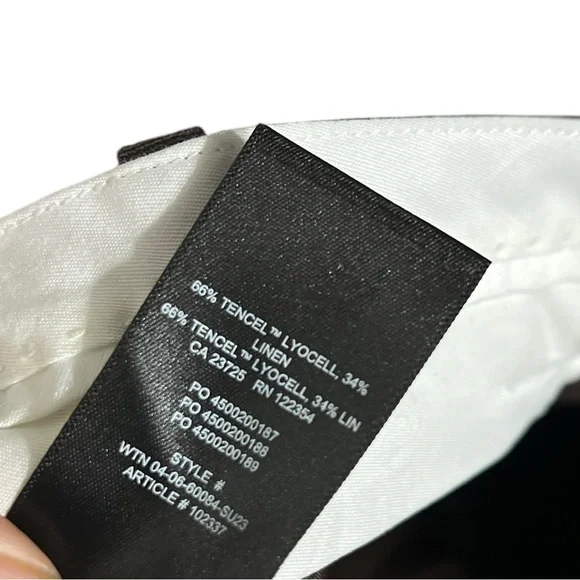 66% TENCEL™ LYOCELL, 34%
LINEN
66% TENCEL™ LYOCELL, 34% LIN
CA 23725 RN 122354
PO 4500200187
PO 4500200188
PO 4500200189
STYLE #
WTN 04-06-60084-SU23
ARTICLE # 102337